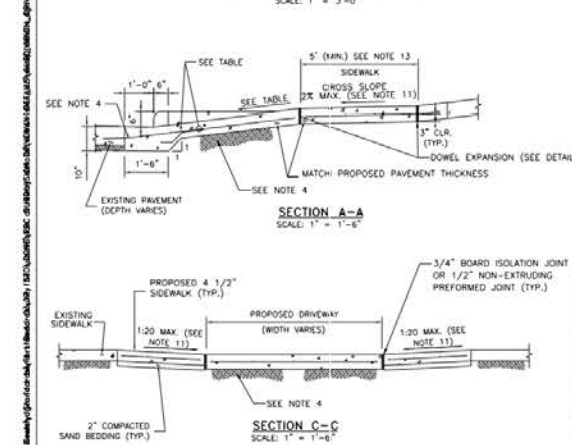 SCALE: 1" = 3'-0"
5' (MIN.) SEE NOTE 13
SIDEWALK
CROSS SLOPE
2% MAX. (SEE NOTE 11)
SEE TABLE
1'-0" 6"
SEE NOTE 4
SEE TABLE
6"
10"
1
1
1'-6"
3" CLR.
(TYP.)
DOWEL EXPANSION (SEE DETAIL
MATCH PROPOSED PAVEMENT THICKNESS
SEE NOTE 4
EXISTING PAVEMENT
(DEPTH VARIES)
SECTION A-A
SCALE: 1" = 1'-6"
3/4" BOARD ISOLATION JOINT
OR 1/2" NON-EXTRUDING
PREFORMED JOINT (TYP.)
PROPOSED 4 1/2"
SIDEWALK (TYP.)
EXISTING
SIDEWALK
PROPOSED DRIVEWAY
(WIDTH VARIES)
1:20 MAX. (SEE
NOTE 11)
1:20 MAX. (SEE
NOTE 11)
SEE NOTE 4
2" COMPACTED
SAND BEDDING (TYP.)
SECTION C-C
SCALE: 1" = 1'-6"